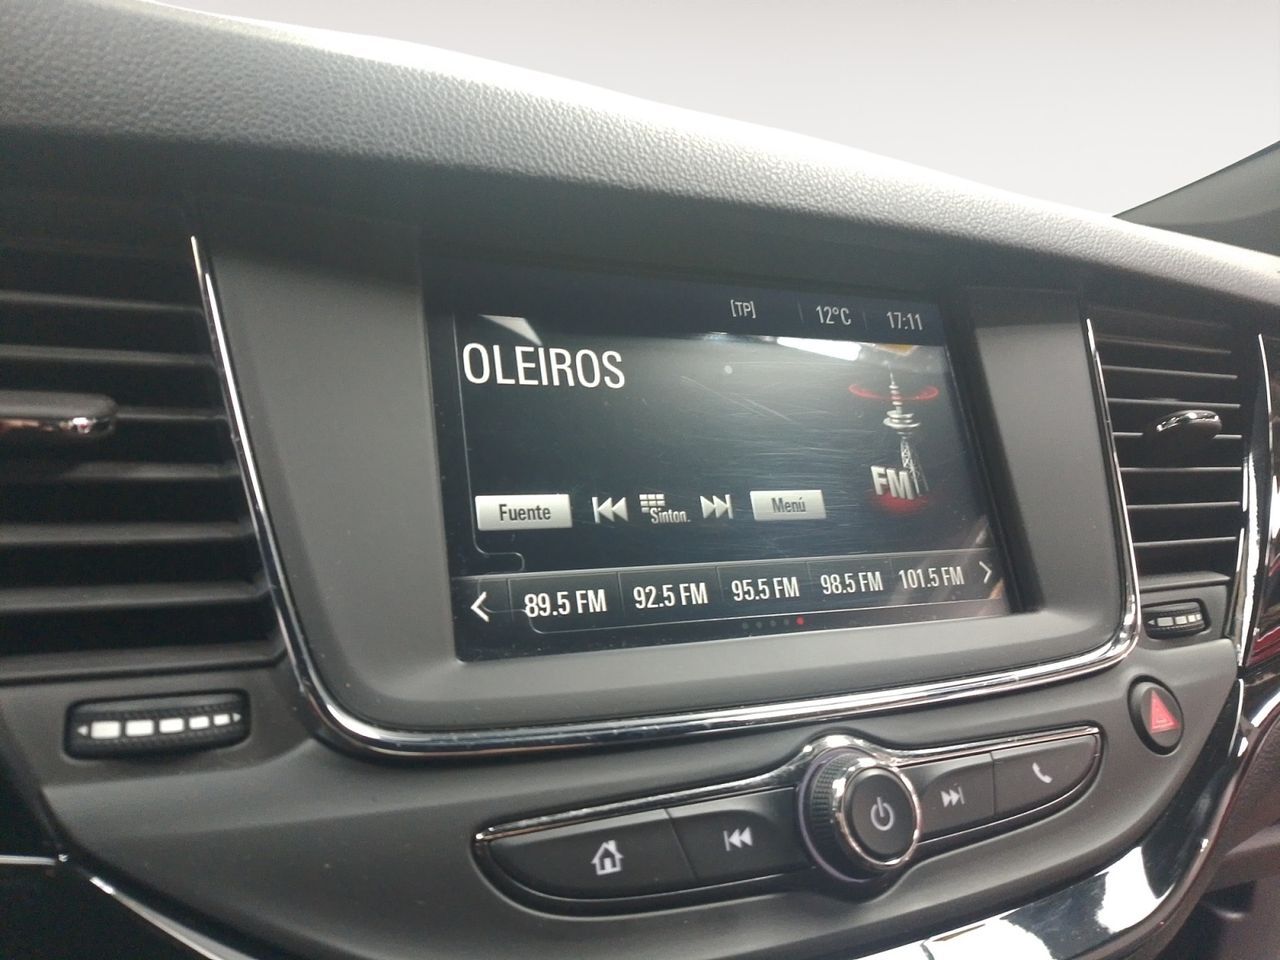 [TP] 12°C 17:11
OLEIROS
FM
Fuente Sinton. Menú
89.5 FM 92.5 FM 95.5 FM 98.5 FM 101.5 FM